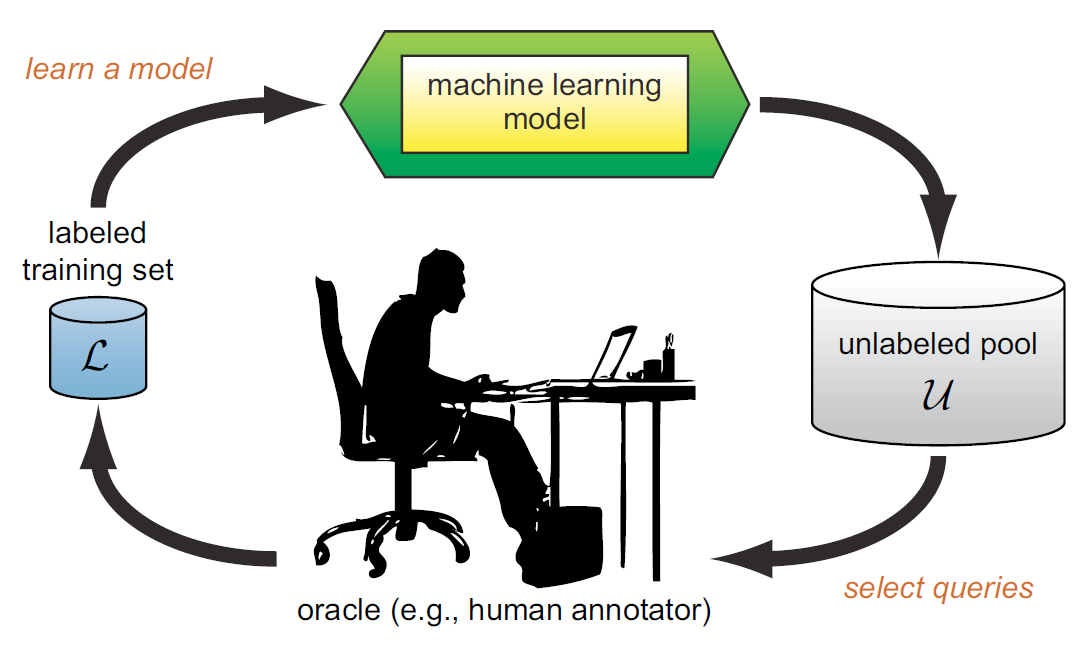 learn a model
machine learning
model
labeled
training set
ℒ
unlabeled pool
𝒰
select queries
oracle (e.g., human annotator)